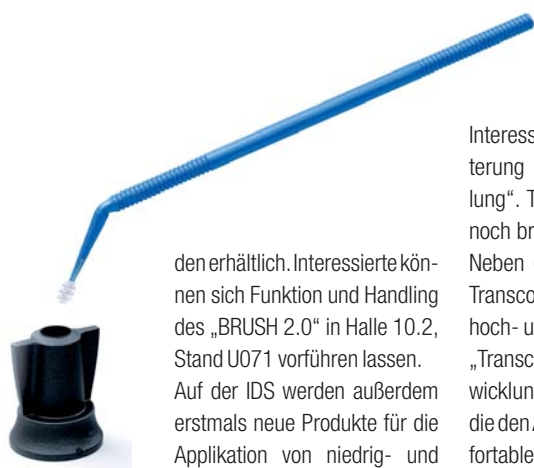 den erhältlich. Interessierte kön-
nen sich Funktion und Handling
des „BRUSH 2.0“ in Halle 10.2,
Stand U071 vorführen lassen.
Auf der IDS werden außerdem
erstmals neue Produkte für die
Applikation von niedrig- und
Interess
terung
lung“. T
noch br
Neben
Transco
hoch- u
„Transc
wicklun
die den A
fortable